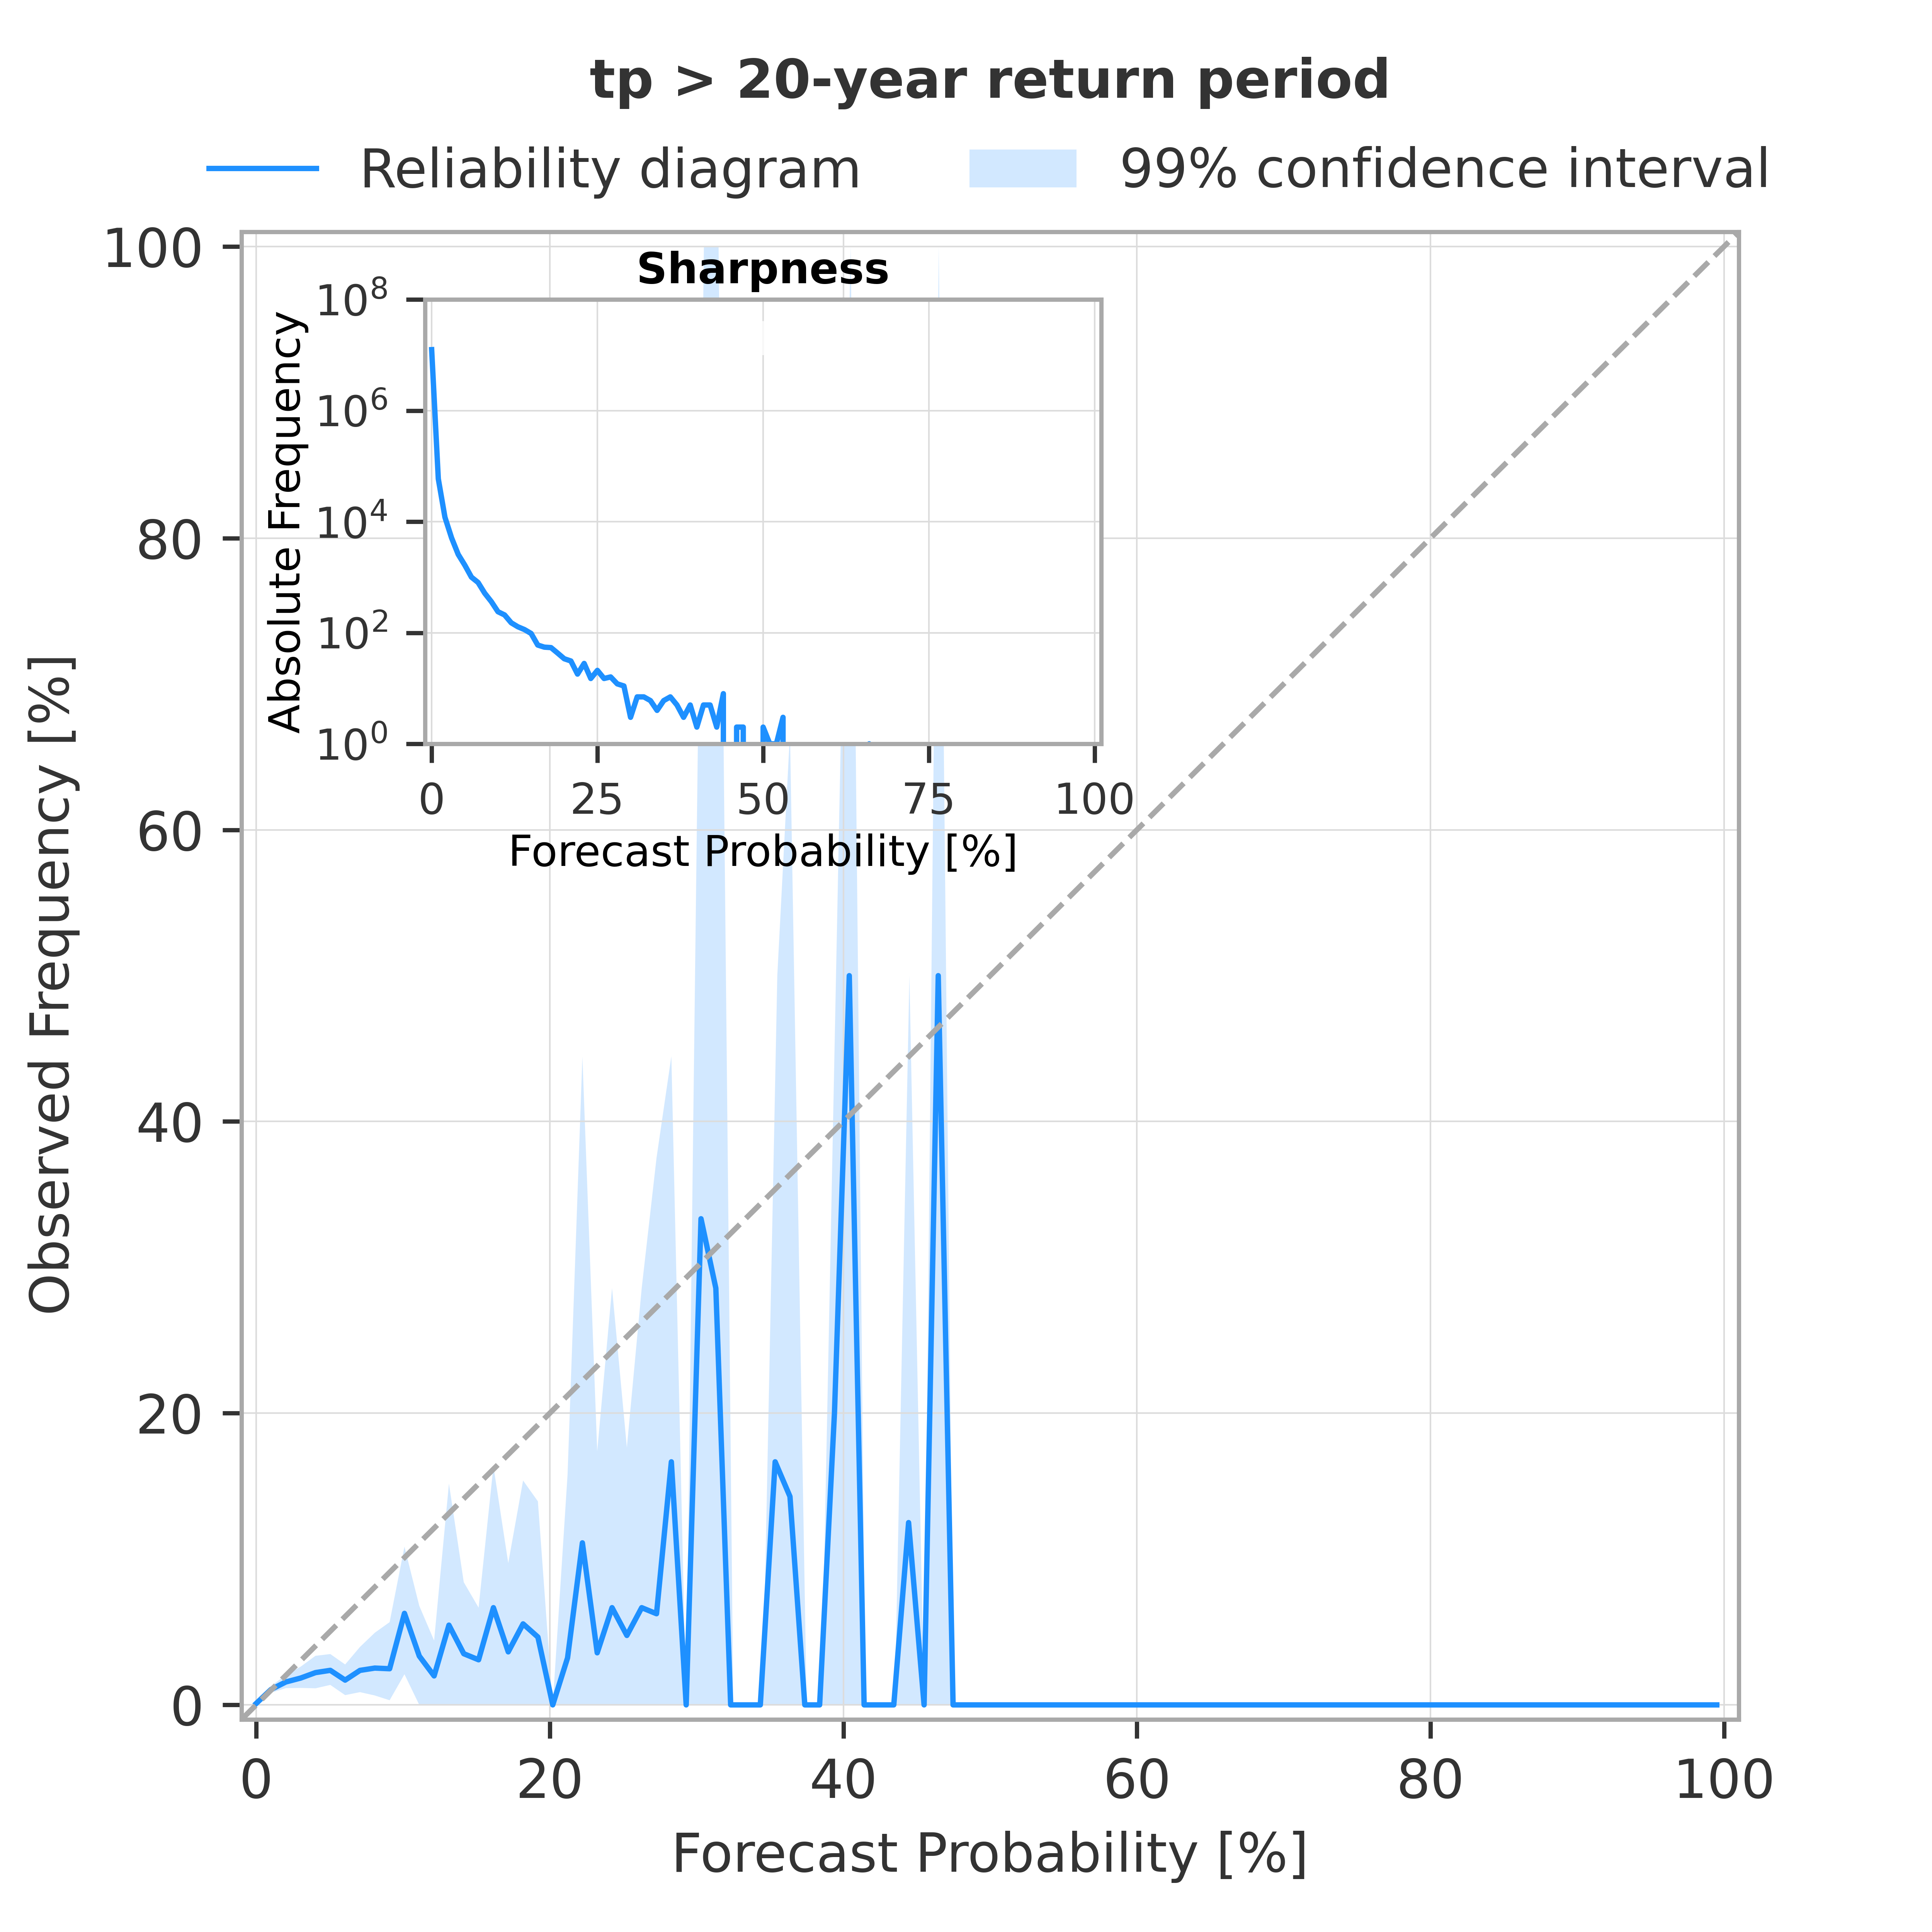 tp > 20-year return period
Reliability diagram 99% confidence interval
Sharpness
Absolute Frequency
10^8
10^6
10^4
10^2
10^0
0 25 50 75 100
Forecast Probability [%]
Observed Frequency [%]
100
80
60
40
20
0
0 20 40 60 80 100
Forecast Probability [%]